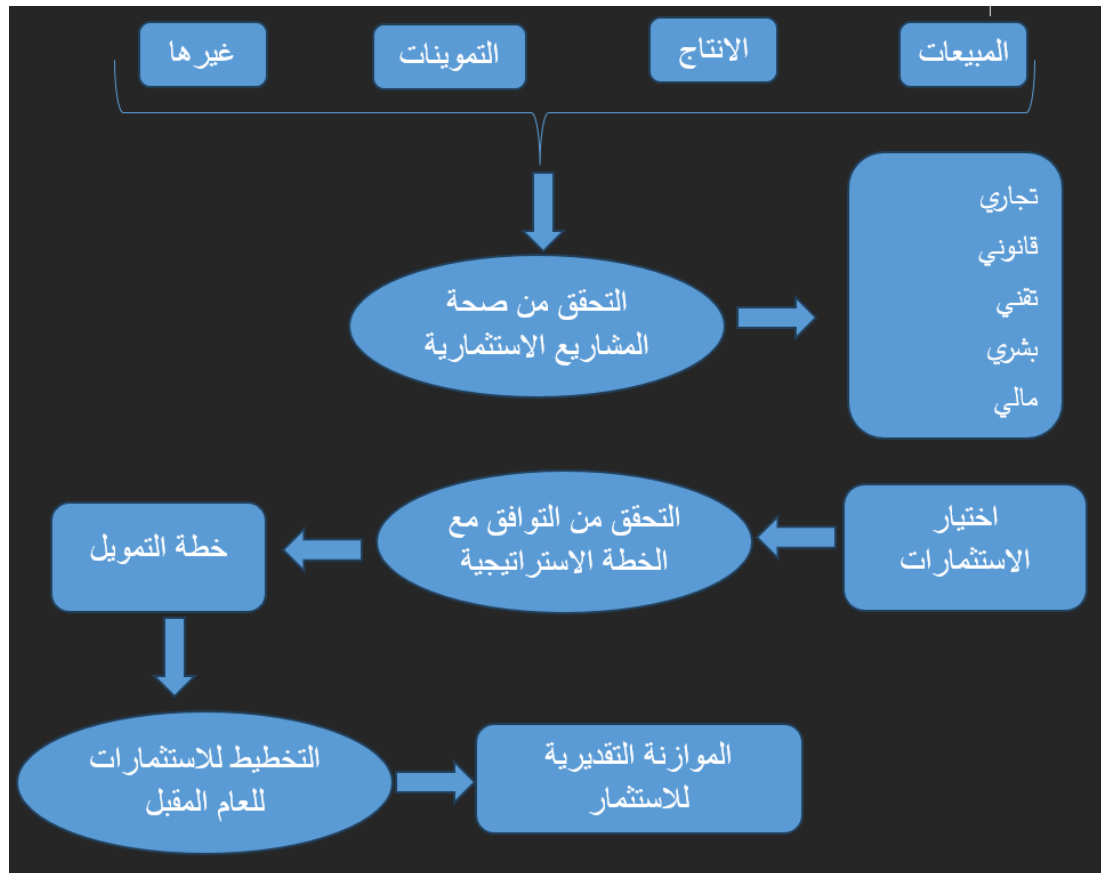 المبيعات
الانتاج
التموينات
غيرها
تجاري
قانوني
تقني
بشري
مالي
التحقق من صحة
المشاريع الاستثمارية
اختيار
الاستثمارات
التحقق من التوافق مع
الخطة الاستراتيجية
خطة التمويل
التخطيط للاستثمارات
للعام المقبل
الموازنة التقديرية
للاستثمار